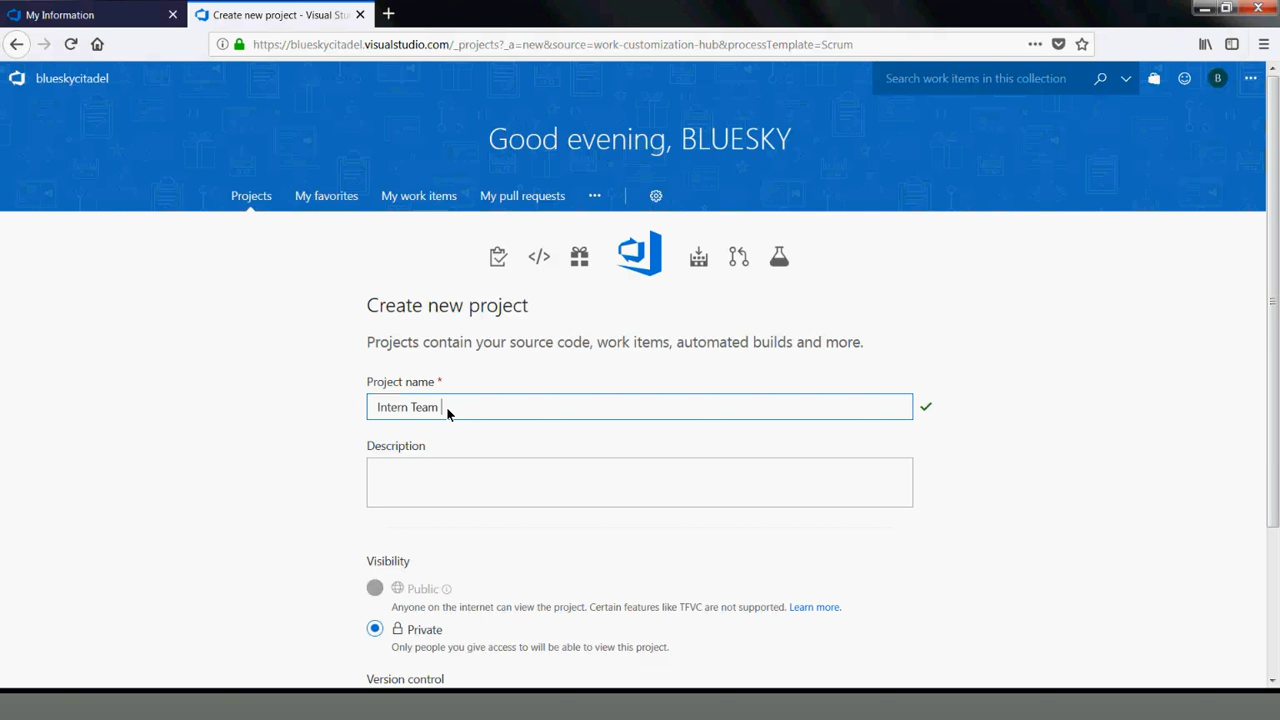 My Information
Create new project - Visual Stu
https://blueskycitadel.visualstudio.com/_projects?_a=new&source=work-customization-hub&processTemplate=Scrum
blueskycitadel
Search work items in this collection
B
Good evening, BLUESKY
Projects My favorites My work items My pull requests
Create new project
Projects contain your source code, work items, automated builds and more.
Project name *
Intern Team
Description
Visibility
Public
Anyone on the internet can view the project. Certain features like TFVC are not supported. Learn more.
Private
Only people you give access to will be able to view this project.
Version control